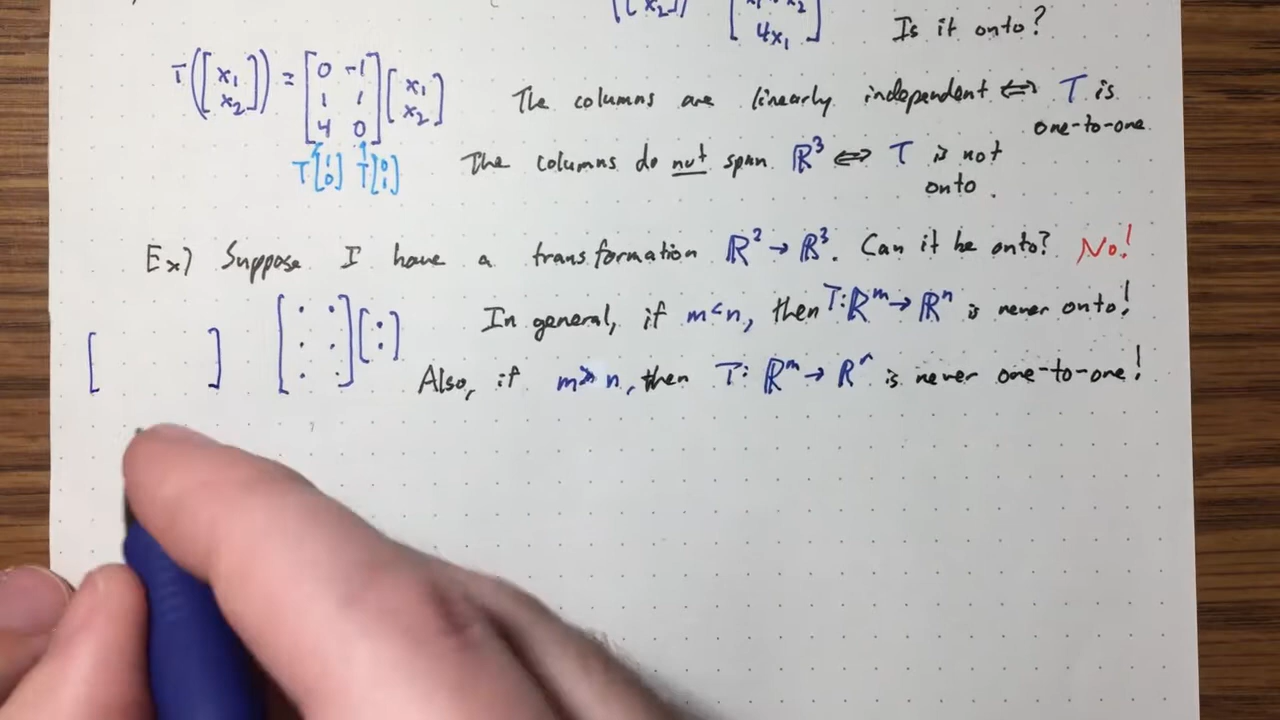 4x₁
Is it onto?
T([x₁ x₂]) = [0 -1 1 1 4 0] [x₁ x₂]
The columns are linearly independent ⇔ T is
one-to-one.
T[1 0] T[0 1]
The columns do not span ℝ³ ⇔ T is not
onto.
Ex) Suppose I have a transformation ℝ² → ℝ³. Can it be onto? No!
In general, if m<n, then T:ℝᵐ → ℝⁿ is never onto!
Also, if m>n, then T: ℝᵐ → ℝⁿ is never one-to-one!